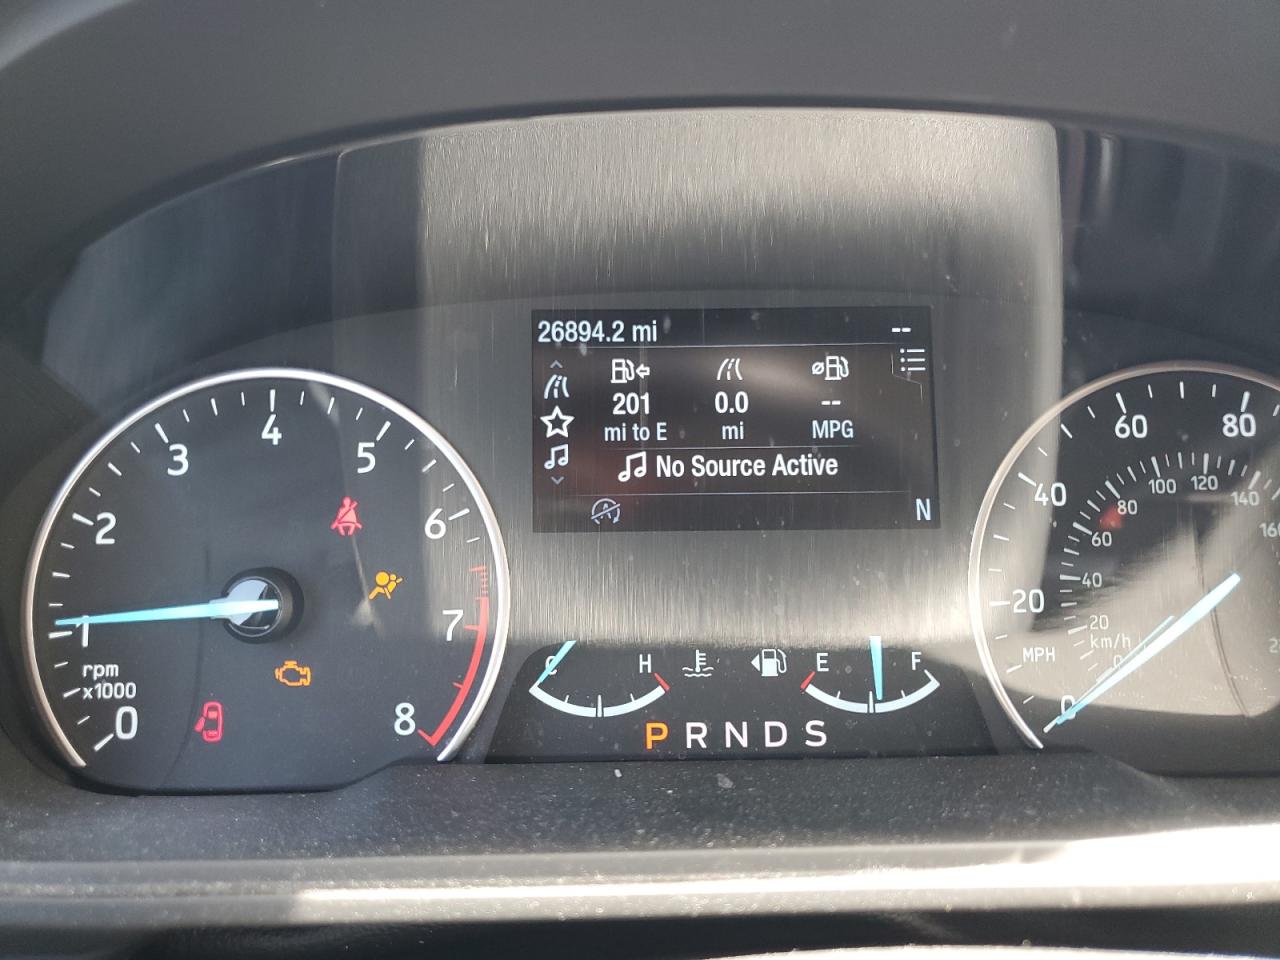 26894.2 mi --
201 0.0 --
mi to E mi MPG
No Source Active
A N
0 1 2 3 4 5 6 7 8
rpm
x1000
C H E F
P R N D S
0 20 40 60 80
MPH
0 20 40 60 80 100 120 140 160
km/h